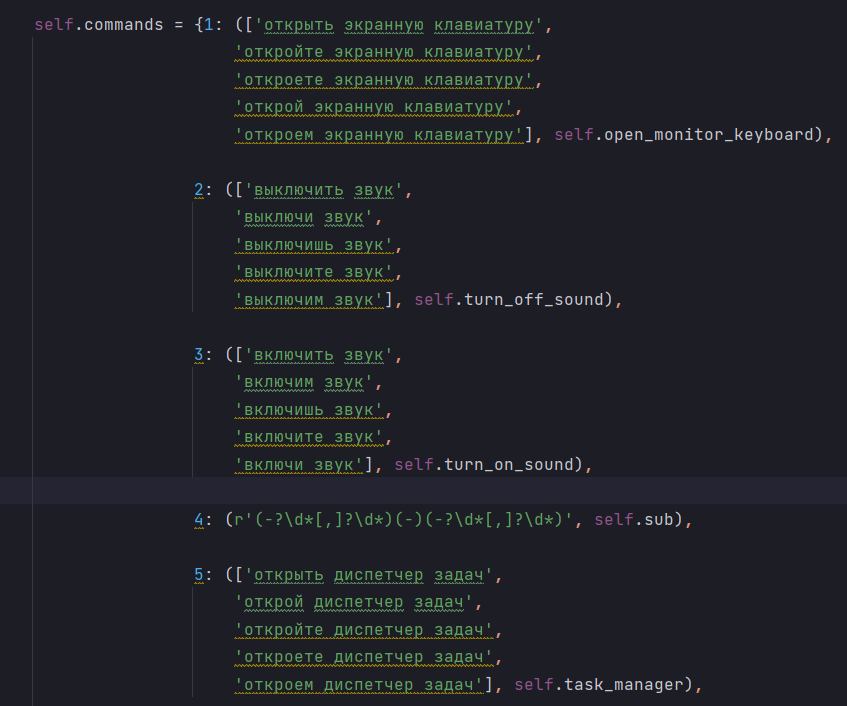 self.commands = {1: (['открыть экранную клавиатуру',
'откройте экранную клавиатуру',
'откроете экранную клавиатуру',
'открой экранную клавиатуру',
'откроем экранную клавиатуру'], self.open_monitor_keyboard),
2: (['выключить звук',
'выключи звук',
'выключишь звук',
'выключите звук',
'выключим звук'], self.turn_off_sound),
3: (['включить звук',
'включим звук',
'включишь звук',
'включите звук',
'включи звук'], self.turn_on_sound),
4: (r'(-?\d*[,]?\d*)(-)(-?\d*[,]?\d*)', self.sub),
5: (['открыть диспетчер задач',
'открой диспетчер задач',
'откройте диспетчер задач',
'откроете диспетчер задач',
'откроем диспетчер задач'], self.task_manager),